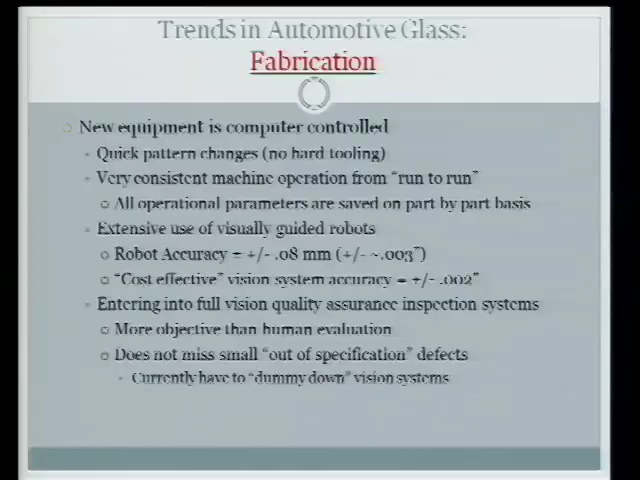 Trends in Automotive Glass:
Fabrication
New equipment is computer controlled
Quick pattern changes (no hard tooling)
Very consistent machine operation from “run to run”
All operational parameters are saved on part by part basis
Extensive use of visually guided robots
Robot Accuracy = +/- .08 mm (+/- ~.003”)
“Cost effective” vision system accuracy = +/- .002”
Entering into full vision quality assurance inspection systems
More objective than human evaluation
Does not miss small “out of specification” defects
Currently have to “dummy down” vision systems